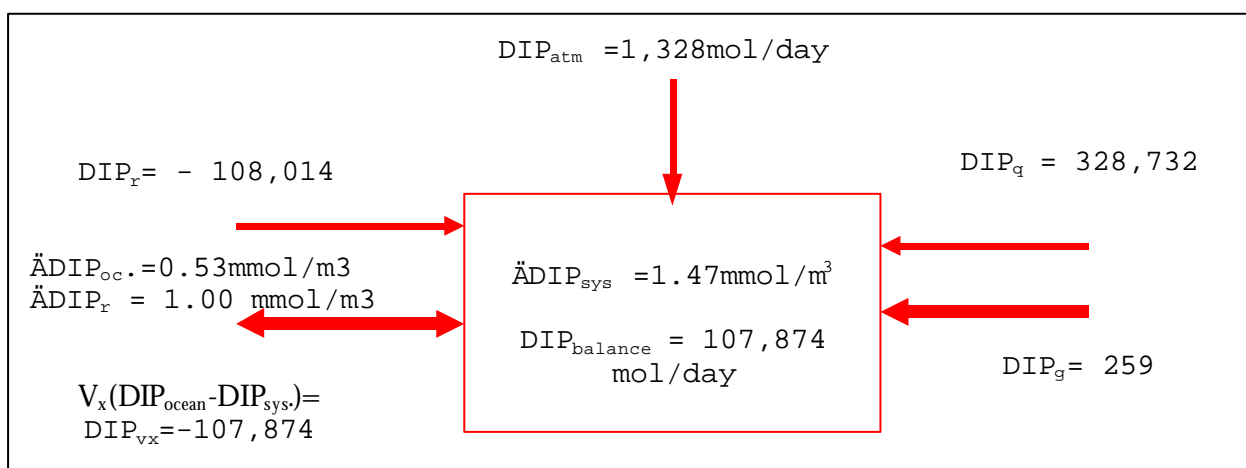 DIPatm =1,328mol/day
DIPr= - 108,014
DIPq = 328,732
ÄDIPoc.=0.53mmol/m3
ÄDIPr = 1.00 mmol/m3
ÄDIPsys =1.47mmol/m³
DIPbalance = 107,874
mol/day
DIPg= 259
Vx(DIPocean-DIPsys.)=
DIPvx=-107,874